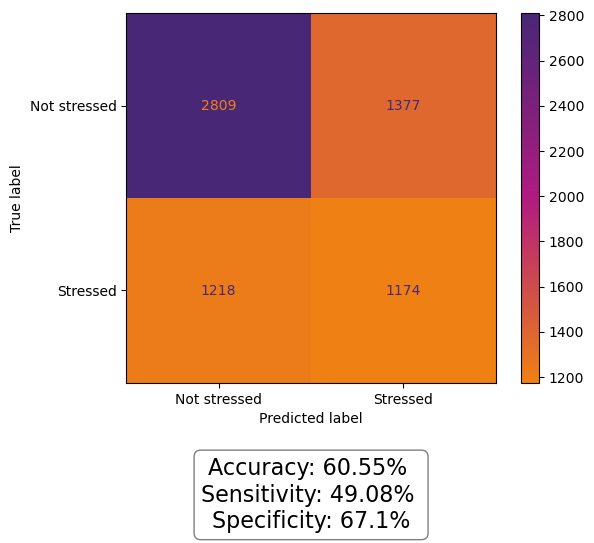 2800
2600
2400
2200
2000
1800
1600
1400
1200
True label
Not stressed
2809
1377
Stressed
1218
1174
Not stressed
Stressed
Predicted label
Accuracy: 60.55%
Sensitivity: 49.08%
Specificity: 67.1%